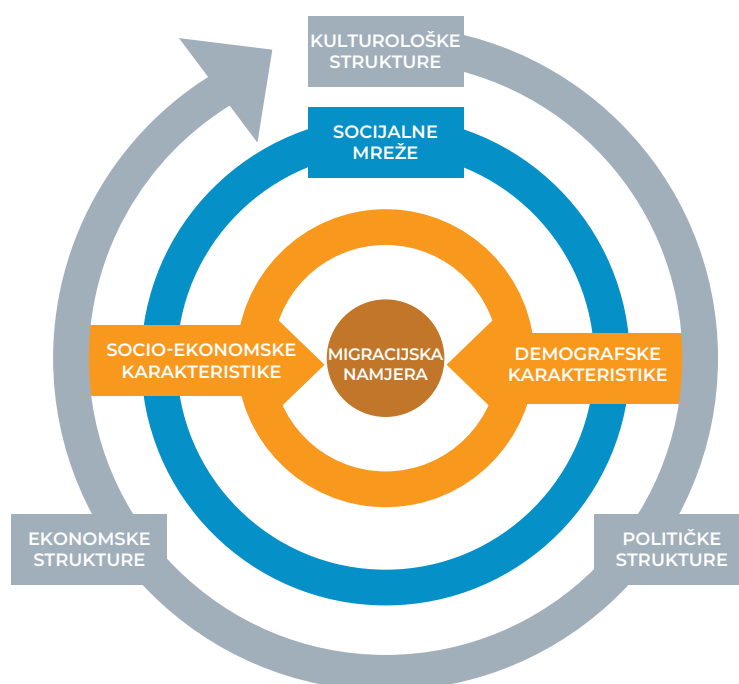 KULTUROLOŠKE
STRUKTURE
SOCIJALNE
MREŽE
SOCIO-EKONOMSKE
KARAKTERISTIKE
MIGRACIJSKA
NAMJERA
DEMOGRAFSKE
KARAKTERISTIKE
EKONOMSKE
STRUKTURE
POLITIČKE
STRUKTURE